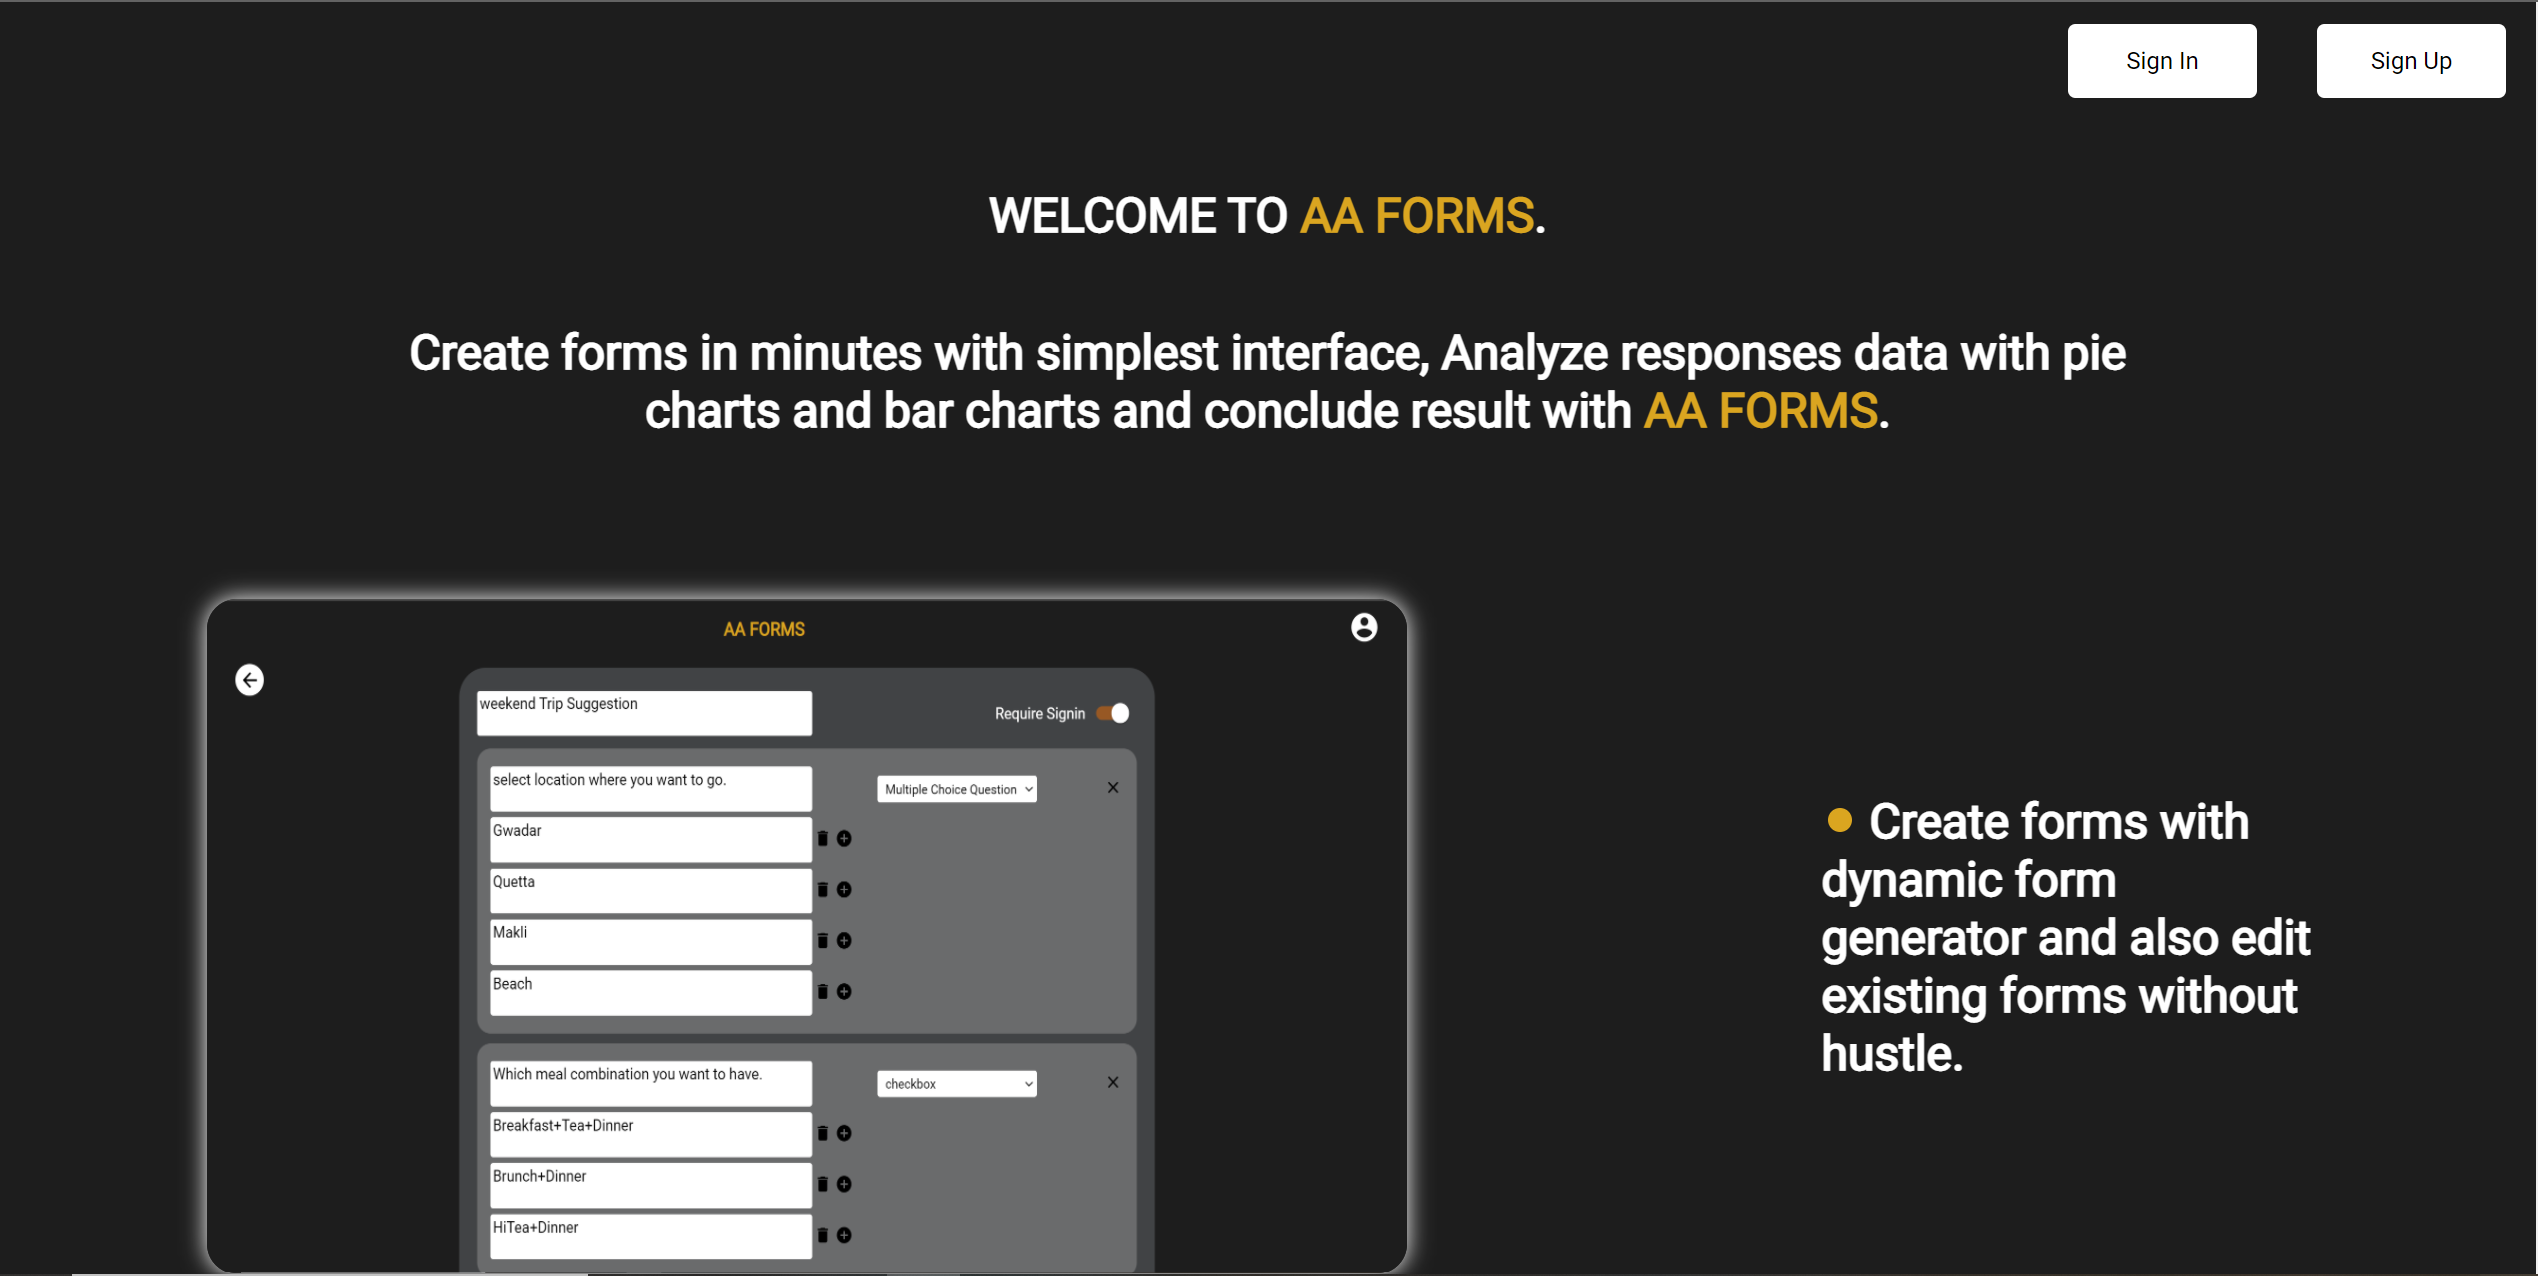 Sign In
Sign Up
WELCOME TO AA FORMS.
Create forms in minutes with simplest interface, Analyze responses data with pie
charts and bar charts and conclude result with AA FORMS.
AA FORMS
weekend Trip Suggestion
Require Signin
select location where you want to go.
Multiple Choice Question
Gwadar
Quetta
Makli
Beach
Which meal combination you want to have.
checkbox
Breakfast+Tea+Dinner
Brunch+Dinner
HiTea+Dinner
Create forms with
dynamic form
generator and also edit
existing forms without
hustle.